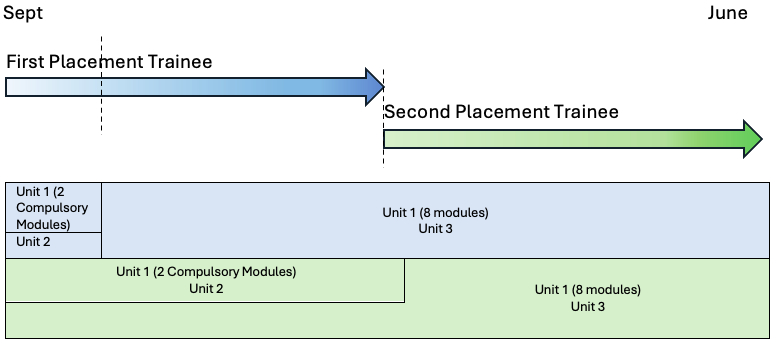 Sept
June
First Placement Trainee
Second Placement Trainee
Unit 1 (2
Compulsory
Modules)
Unit 2
Unit 1 (8 modules)
Unit 3
Unit 1 (2 Compulsory Modules)
Unit 2
Unit 1 (8 modules)
Unit 3